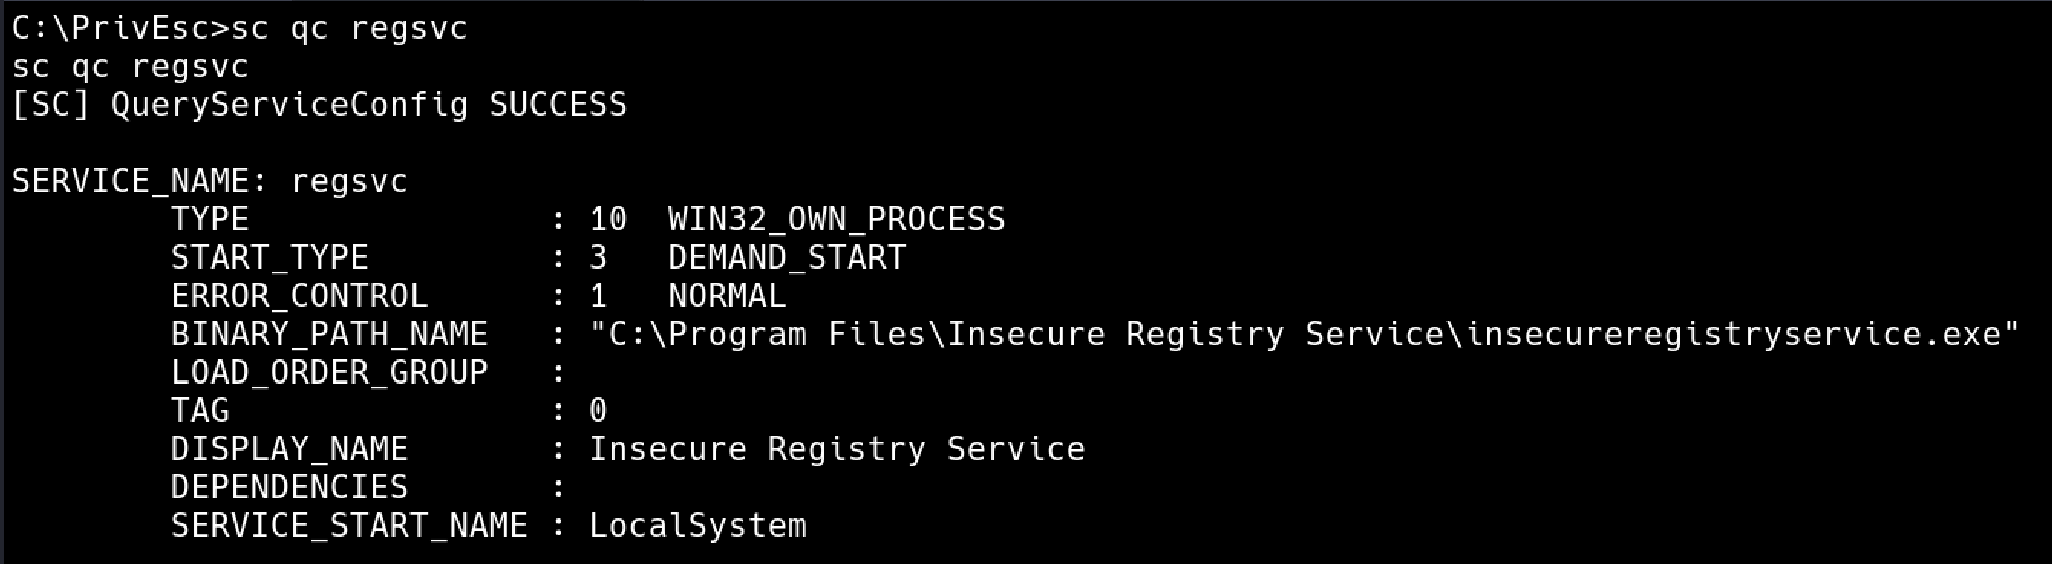 C:\PrivEsc>sc qc regsvc
sc qc regsvc
[SC] QueryServiceConfig SUCCESS

SERVICE_NAME: regsvc
        TYPE               : 10  WIN32_OWN_PROCESS
        START_TYPE         : 3   DEMAND_START
        ERROR_CONTROL      : 1   NORMAL
        BINARY_PATH_NAME   : "C:\Program Files\Insecure Registry Service\insecureregistryservice.exe"
        LOAD_ORDER_GROUP   :
        TAG                : 0
        DISPLAY_NAME       : Insecure Registry Service
        DEPENDENCIES       :
        SERVICE_START_NAME : LocalSystem